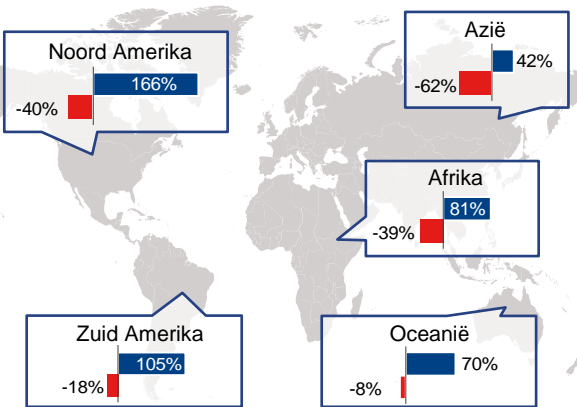 Noord Amerika
166%
-40%
Azië
42%
-62%
Afrika
81%
-39%
Zuid Amerika
105%
-18%
Oceanië
70%
-8%